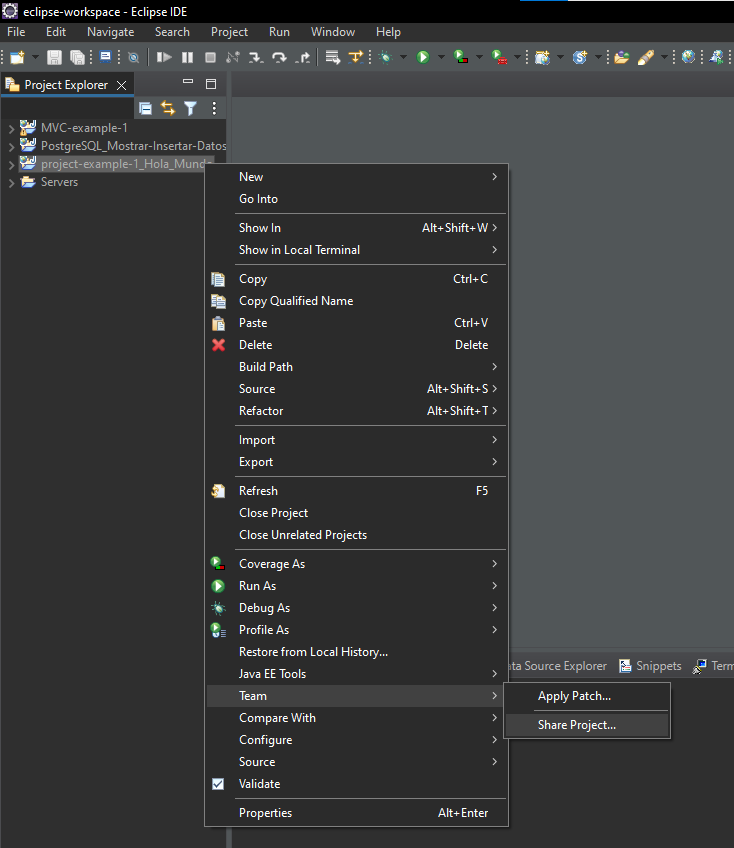 eclipse-workspace - Eclipse IDE
File Edit Navigate Search Project Run Window Help
Project Explorer
MVC-example-1
PostgreSQL_Mostrar-Insertar-Datos
project-example-1_Hola_Mundo
Servers
New
Go Into
Show In Alt+Shift+W
Show in Local Terminal
Copy Ctrl+C
Copy Qualified Name
Paste Ctrl+V
Delete Delete
Build Path
Source Alt+Shift+S
Refactor Alt+Shift+T
Import
Export
Refresh F5
Close Project
Close Unrelated Projects
Coverage As
Run As
Debug As
Profile As
Restore from Local History...
Java EE Tools
Team
Compare With
Configure
Source
Validate
Properties Alt+Enter
ata Source Explorer Snippets Term
Apply Patch...
Share Project...